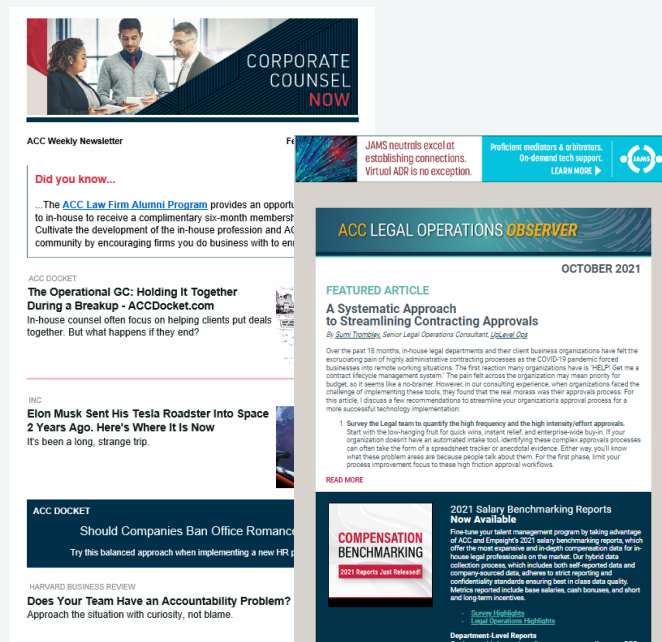 CORPORATE
COUNSEL
NOW
ACC Weekly Newsletter
Did you know...
...The ACC Law Firm Alumni Program provides an
to in-house to receive a complimentary six-month
Cultivate the development of the in-house profession and
community by encouraging firms you do business with to
ACC DOCKET
The Operational GC: Holding It Together
During a Breakup - ACCDocket.com
In-house counsel often focus on helping clients put deals
together. But what happens if they end?
INC
Elon Musk Sent His Tesla Roadster Into Space
2 Years Ago. Here's Where It Is Now
It's been a long, strange trip.
ACC DOCKET
Should Companies Ban Office
Try this balanced approach when implementing a new HR
HARVARD BUSINESS REVIEW
Does Your Team Have an Accountability Problem?
Approach the situation with curiosity, not blame.
JAMS neutrals excel at
establishing connections.
Virtual ADR is no exception.
Proficient mediators & arbitrators.
On-demand tech support.
LEARN MORE
JAMS
ACC LEGAL OPERATIONS OBSERVER
OCTOBER 2021
FEATURED ARTICLE
A Systematic Approach
to Streamlining Contracting Approvals
By Sumi Trombley, Senior Legal Operations Consultant, UpLevel Ops
Over the past 18 months, in-house legal departments and their client business organizations have felt the
excruciating pain of highly administrative contracting processes as the COVID-19 pandemic forced
businesses into remote working situations. The first reaction many organizations have is 'HELP! Get me a
contract lifecycle management system.' The pain felt across the organization may mean priority for
budget, so it seems like a no-brainer. However, in our consulting experience, when organizations faced the
challenge of implementing these tools, they found that the real morass was their approvals process. For
this article, I discuss a few recommendations to streamline your organization's approval process for a
more successful technology implementation:
1. Survey the Legal team to quantify the high frequency and the high intensity/effort approvals.
Start with the low-hanging fruit for quick wins, instant relief, and enterprise-wide buy-in. If your
organization doesn't have an automated intake tool, identifying these complex approvals processes
can often take the form of a spreadsheet tracker or anecdotal evidence. Either way, you'll know
what these problem areas are because people talk about them. For the first phase, limit your
process improvement focus to these high friction approval workflows.
READ MORE
COMPENSATION
BENCHMARKING
2021 Reports Just Released!
2021 Salary Benchmarking Reports
Now Available
Fine-tune your talent management program by taking advantage
of ACC and Empsight's 2021 salary benchmarking reports, which
offer the most expansive and in-depth compensation data for in-
house legal professionals on the market. Our hybrid data
collection process, which includes both self-reported data and
company-sourced data, adheres to strict reporting and
confidentiality standards ensuring best in class data quality.
Metrics reported include base salaries, cash bonuses, and short
and long-term incentives.
Survey Highlights
Legal Operations Highlights
Department-Level Reports